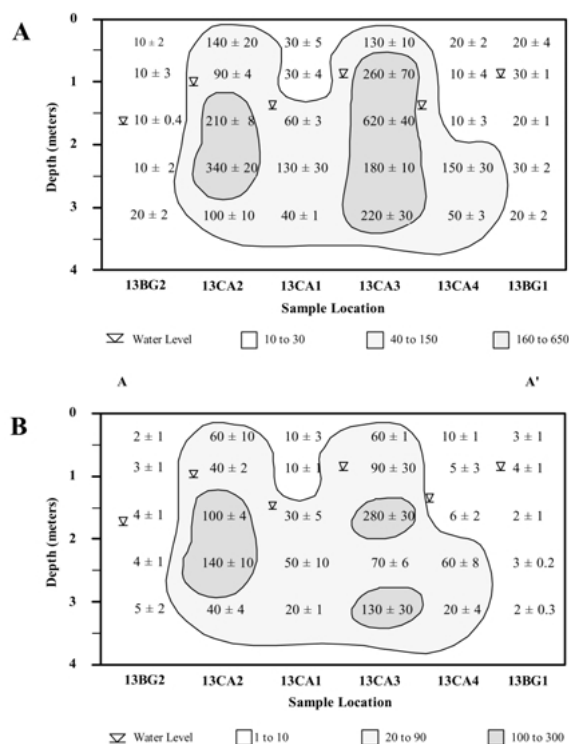 A
0
10 ± 2 140 ± 20 30 ± 5 130 ± 10 20 ± 2 20 ± 4
1
10 ± 3 90 ± 4 30 ± 4 260 ± 70 10 ± 4 30 ± 1
10 ± 0.4 210 ± 8 60 ± 3 620 ± 40 10 ± 3 20 ± 1
2
10 ± 2 340 ± 20 130 ± 30 180 ± 10 150 ± 30 30 ± 2
3
20 ± 2 100 ± 10 40 ± 1 220 ± 30 50 ± 3 20 ± 2
4
Depth (meters)
13BG2 13CA2 13CA1 13CA3 13CA4 13BG1
Sample Location
Water Level 10 to 30 40 to 150 160 to 650
A A'
B
0
2 ± 1 60 ± 10 10 ± 3 60 ± 1 10 ± 1 3 ± 1
1
3 ± 1 40 ± 2 10 ± 1 90 ± 30 5 ± 3 4 ± 1
4 ± 1 100 ± 4 30 ± 5 280 ± 30 6 ± 2 2 ± 1
2
4 ± 1 140 ± 10 50 ± 10 70 ± 6 60 ± 8 3 ± 0.2
3
5 ± 2 40 ± 4 20 ± 1 130 ± 30 20 ± 4 2 ± 0.3
4
Depth (meters)
13BG2 13CA2 13CA1 13CA3 13CA4 13BG1
Sample Location
Water Level 1 to 10 20 to 90 100 to 300